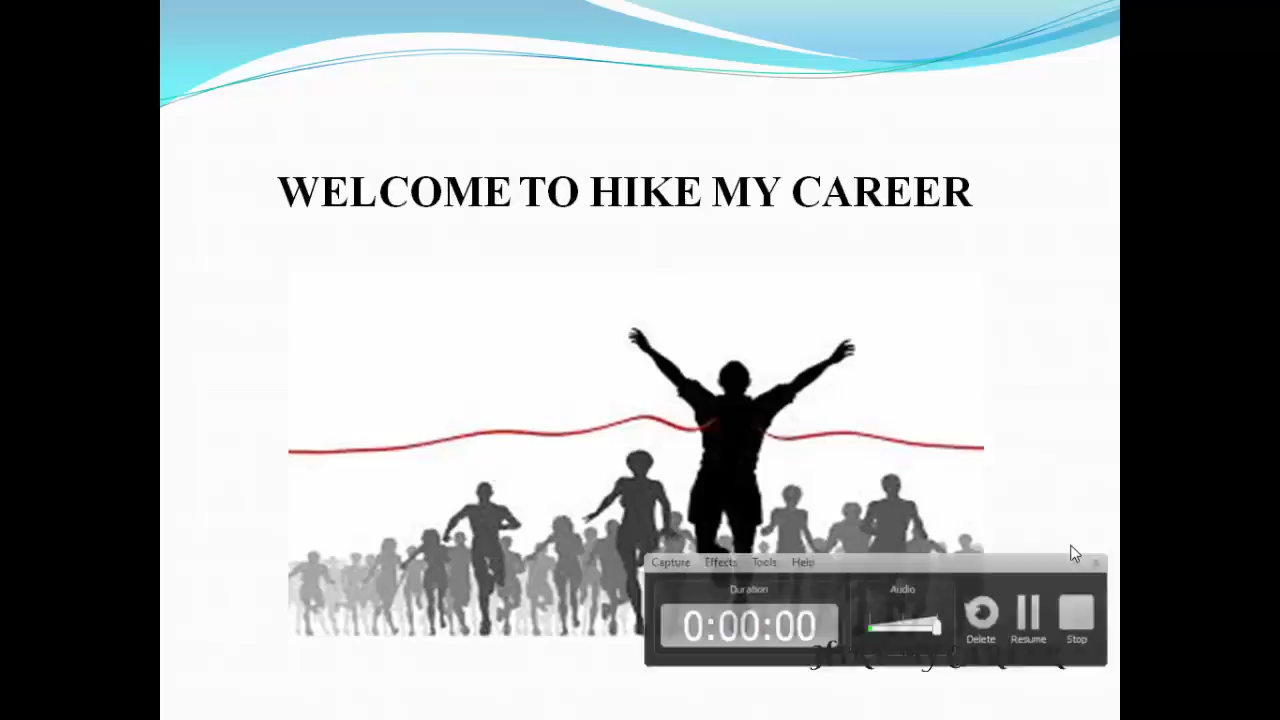 WELCOME TO HIKE MY CAREER
Capture Effects Tools Help
Duration Audio
0:00:00
Delete Resume Stop